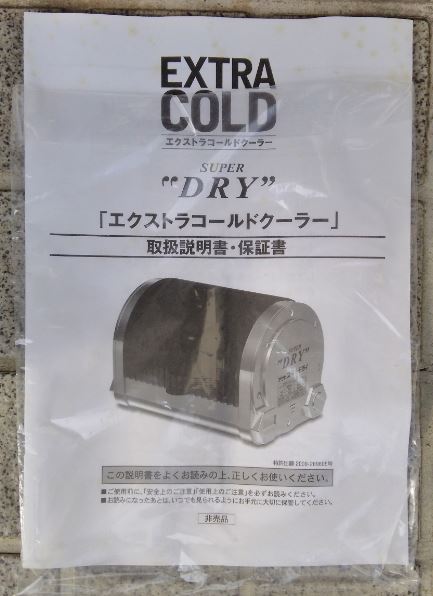 EXTRA
COLD
エクストラコールドクーラー
SUPER
“DRY”
「エクストラコールドクーラー」
取扱説明書・保証書
SUPER
"DRY"
この説明書をよくお読みの上、正しくお使いください。
■ご使用前に、「安全上のご注意」「使用上のご注意」を必ずお読みください。
■お読みになったあとは、いつでも見られるようにお手元に大切に保管してください。
非売品